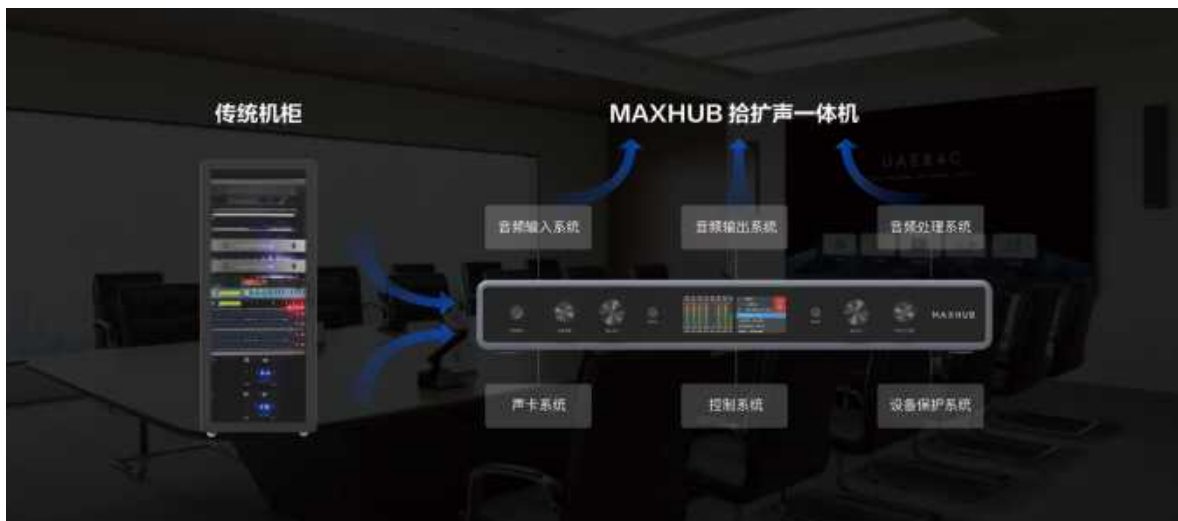 传统机柜
MAXHUB 拾扩声一体机
音频输入系统
音频输出系统
音频处理系统
MAXHUB
声卡系统
控制系统
设备保护系统